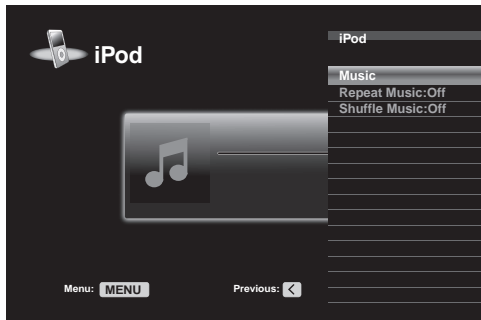 iPod
iPod
Music
Repeat Music:Off
Shuffle Music:Off
Menu: MENU Previous: